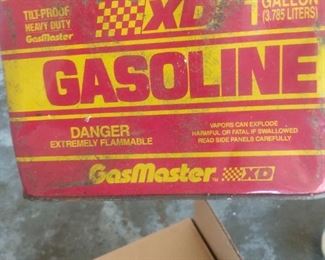 TILT-PROOF
HEAVY DUTY
GasMaster
XD
1 GALLON
(3.785 LITERS)
GASOLINE
DANGER
EXTREMELY FLAMMABLE
VAPORS CAN EXPLODE
HARMFUL OR FATAL IF SWALLOWED
READ SIDE PANELS CAREFULLY
GasMaster™ XD